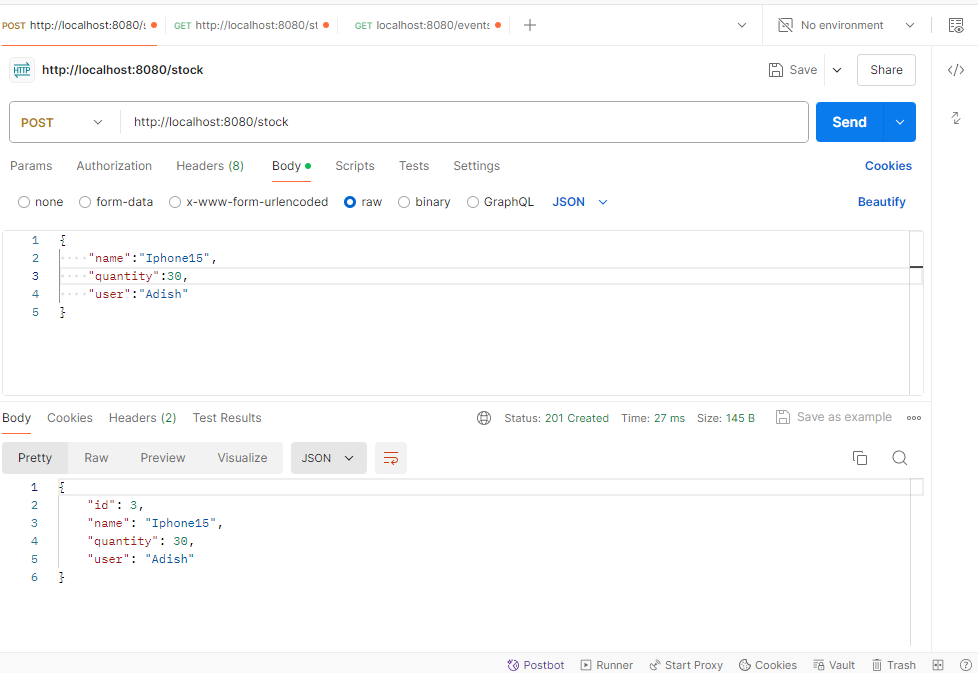 POST http://localhost:8080/s GET http://localhost:8080/st GET localhost:8080/events No environment
HTTP http://localhost:8080/stock Save Share
POST http://localhost:8080/stock Send
Params Authorization Headers (8) Body Scripts Tests Settings Cookies
none form-data x-www-form-urlencoded raw binary GraphQL JSON Beautify
1 {
2 ····"name":"Iphone15",
3 ····"quantity":30,
4 ····"user":"Adish"
5 }
Body Cookies Headers (2) Test Results Status: 201 Created Time: 27 ms Size: 145 B Save as example
Pretty Raw Preview Visualize JSON
1 {
2 "id": 3,
3 "name": "Iphone15",
4 "quantity": 30,
5 "user": "Adish"
6 }
Postbot Runner Start Proxy Cookies Vault Trash